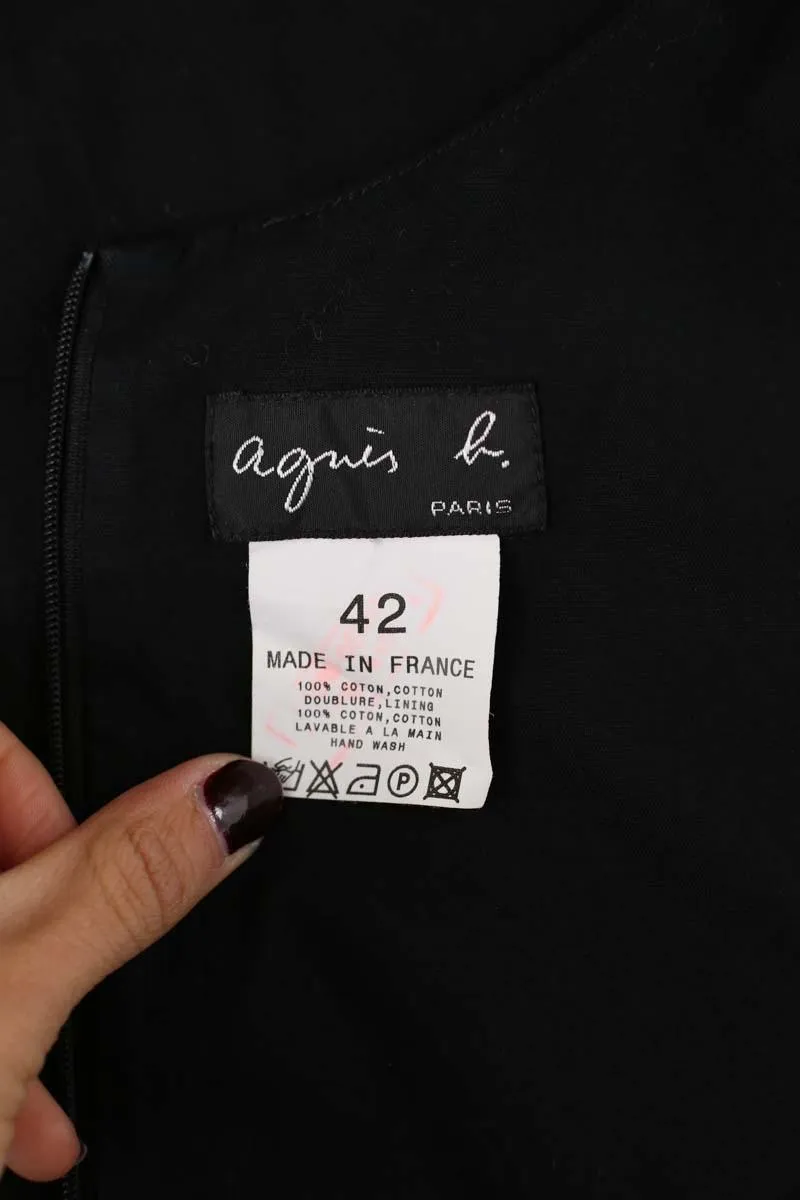 agnès b.
PARIS
42
MADE IN FRANCE
100% COTON,COTTON
DOUBLURE,LINING
100% COTON,COTTON
LAVABLE A LA MAIN
HAND WASH
P